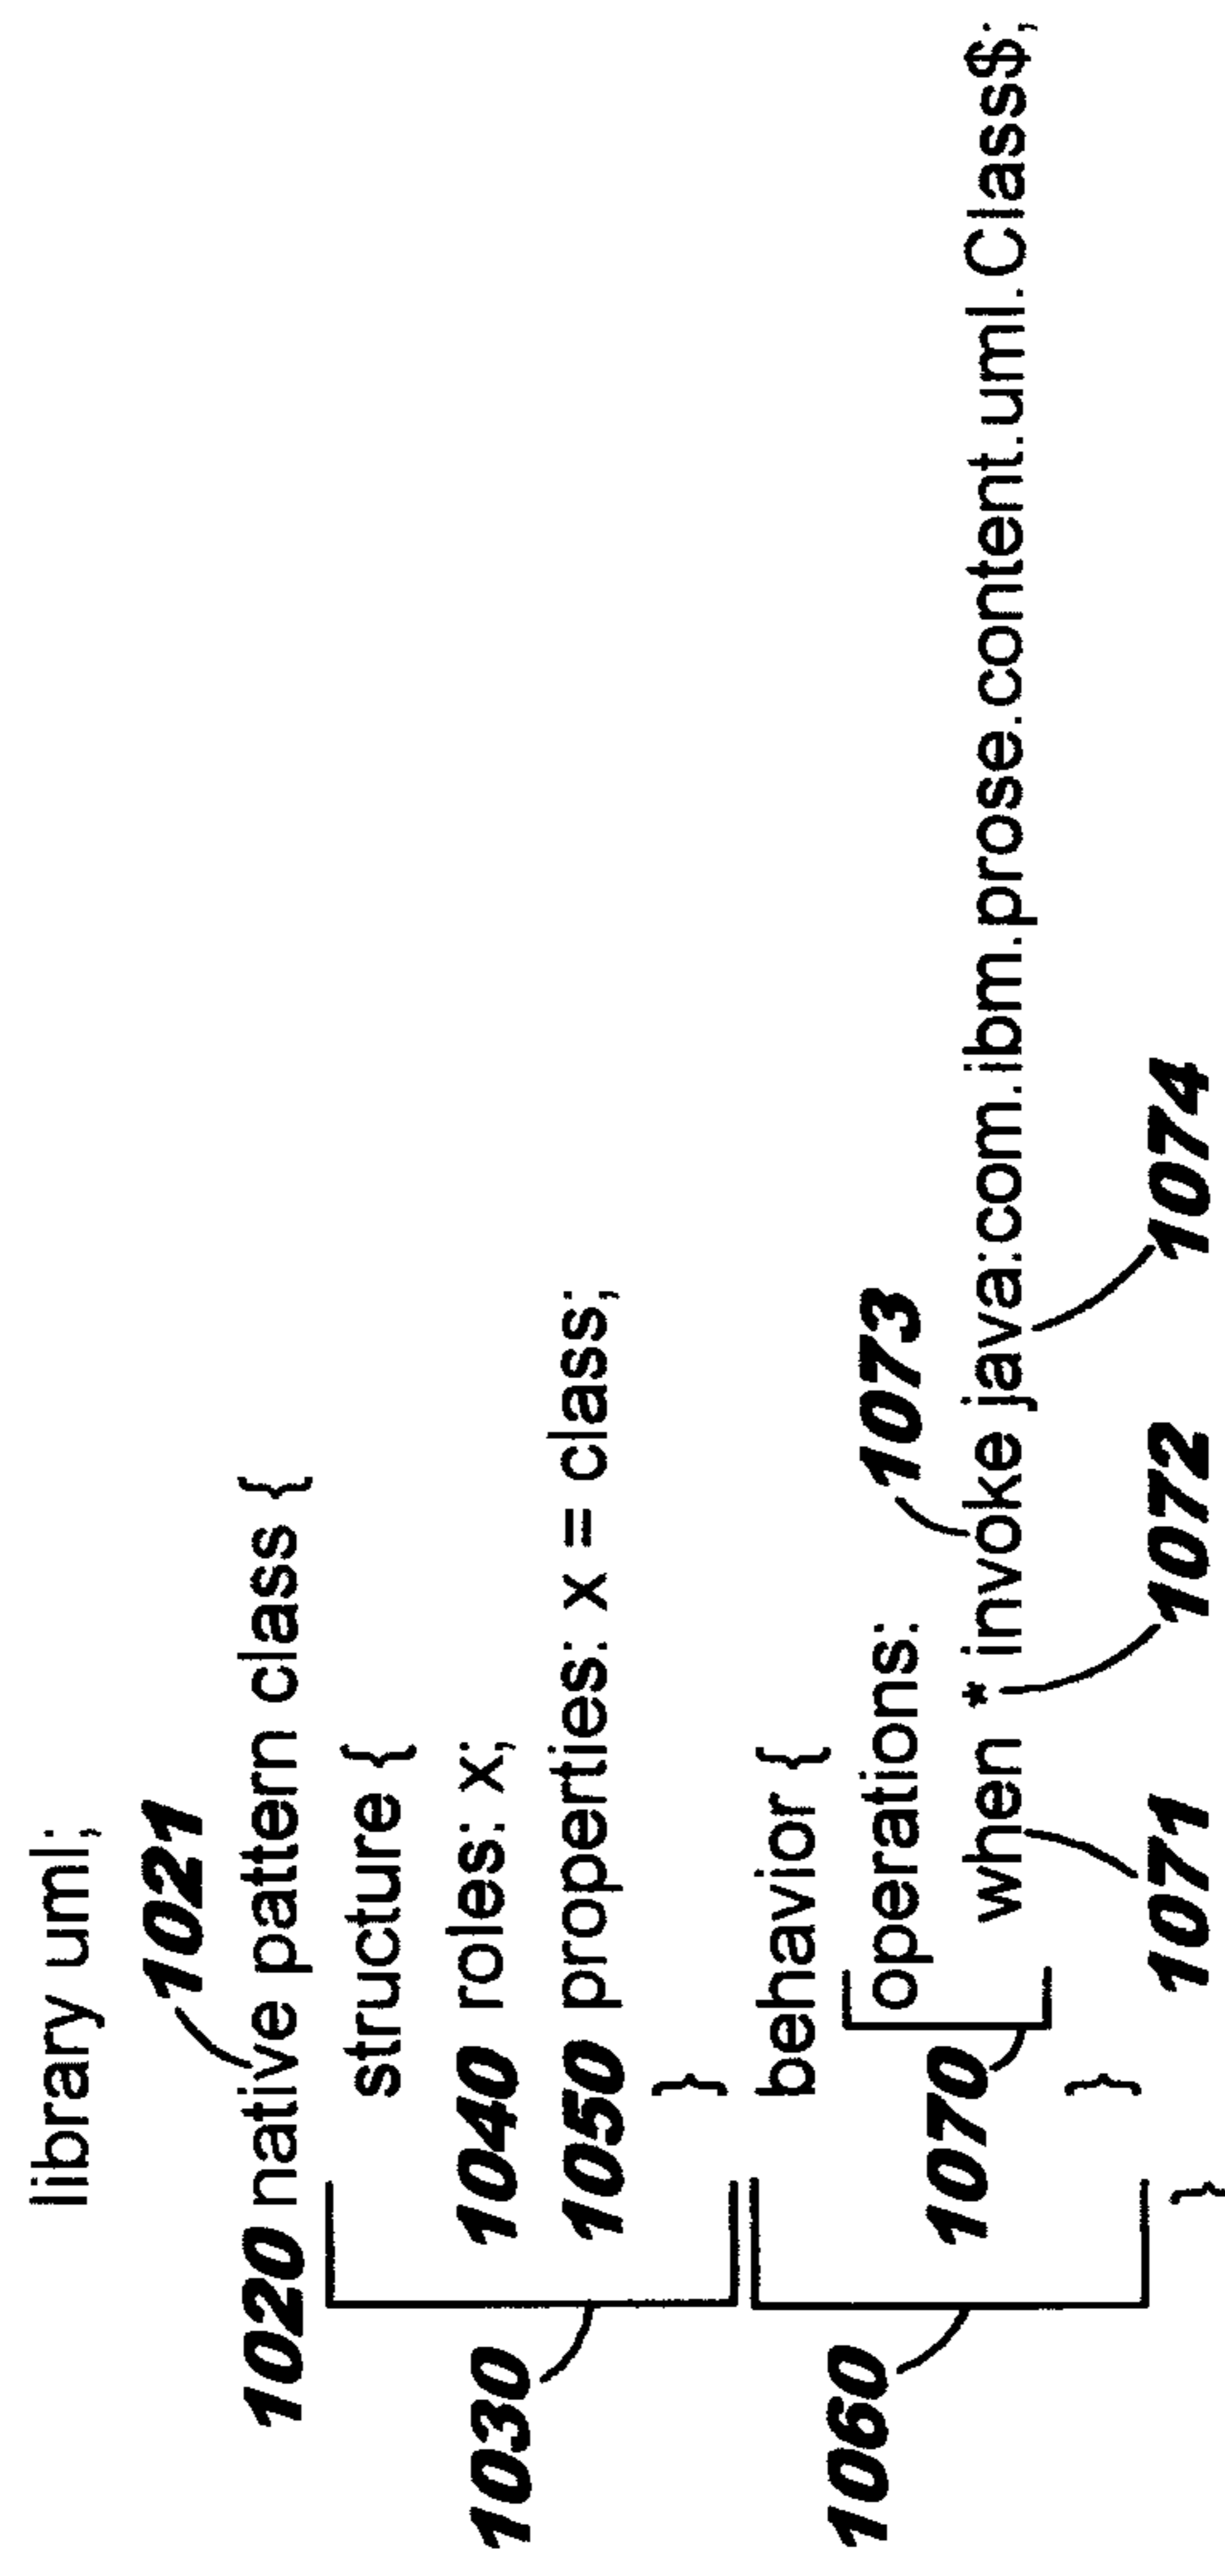 library uml;
1021
1020 native pattern class {
structure {
1040 roles: x;
1050 properties: x = class;
}
1030
behavior {
operations:
1073
when * invoke java:com.ibm.prose.content.uml.Class$;
1070
}
1060
1071 1072 1074
}